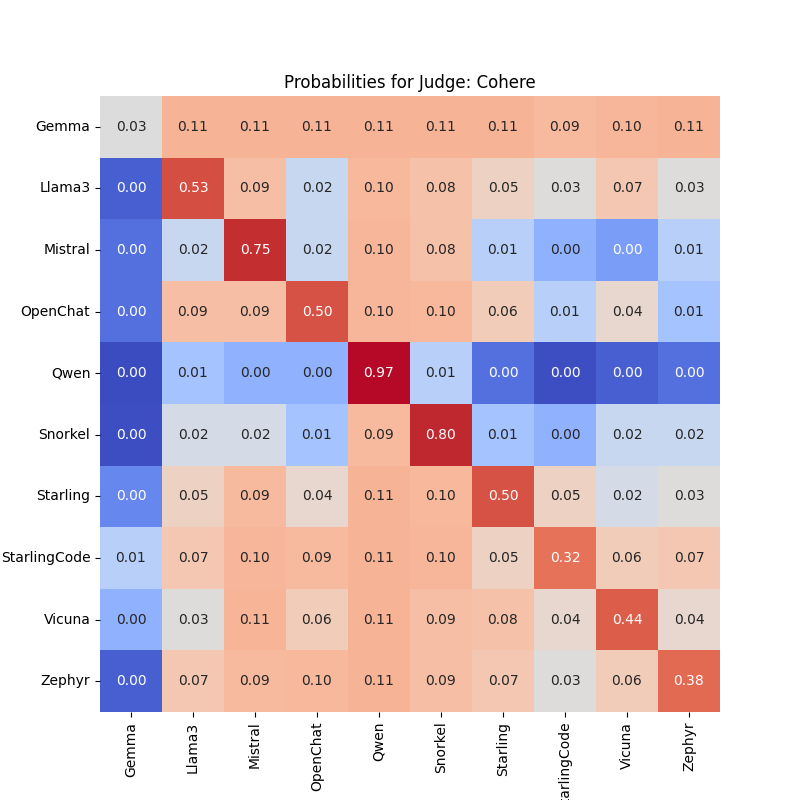 Probabilities for Judge: Cohere
Gemma 0.03 0.11 0.11 0.11 0.11 0.11 0.11 0.09 0.10 0.11
Llama3 0.00 0.53 0.09 0.02 0.10 0.08 0.05 0.03 0.07 0.03
Mistral 0.00 0.02 0.75 0.02 0.10 0.08 0.01 0.00 0.00 0.01
OpenChat 0.00 0.09 0.09 0.50 0.10 0.10 0.06 0.01 0.04 0.01
Qwen 0.00 0.01 0.00 0.00 0.97 0.01 0.00 0.00 0.00 0.00
Snorkel 0.00 0.02 0.02 0.01 0.09 0.80 0.01 0.00 0.02 0.02
Starling 0.00 0.05 0.09 0.04 0.11 0.10 0.50 0.05 0.02 0.03
StarlingCode 0.01 0.07 0.10 0.09 0.11 0.10 0.05 0.32 0.06 0.07
Vicuna 0.00 0.03 0.11 0.06 0.11 0.09 0.08 0.04 0.44 0.04
Zephyr 0.00 0.07 0.09 0.10 0.11 0.09 0.07 0.03 0.06 0.38
Gemma Llama3 Mistral OpenChat Qwen Snorkel Starling arlingCode Vicuna Zephyr